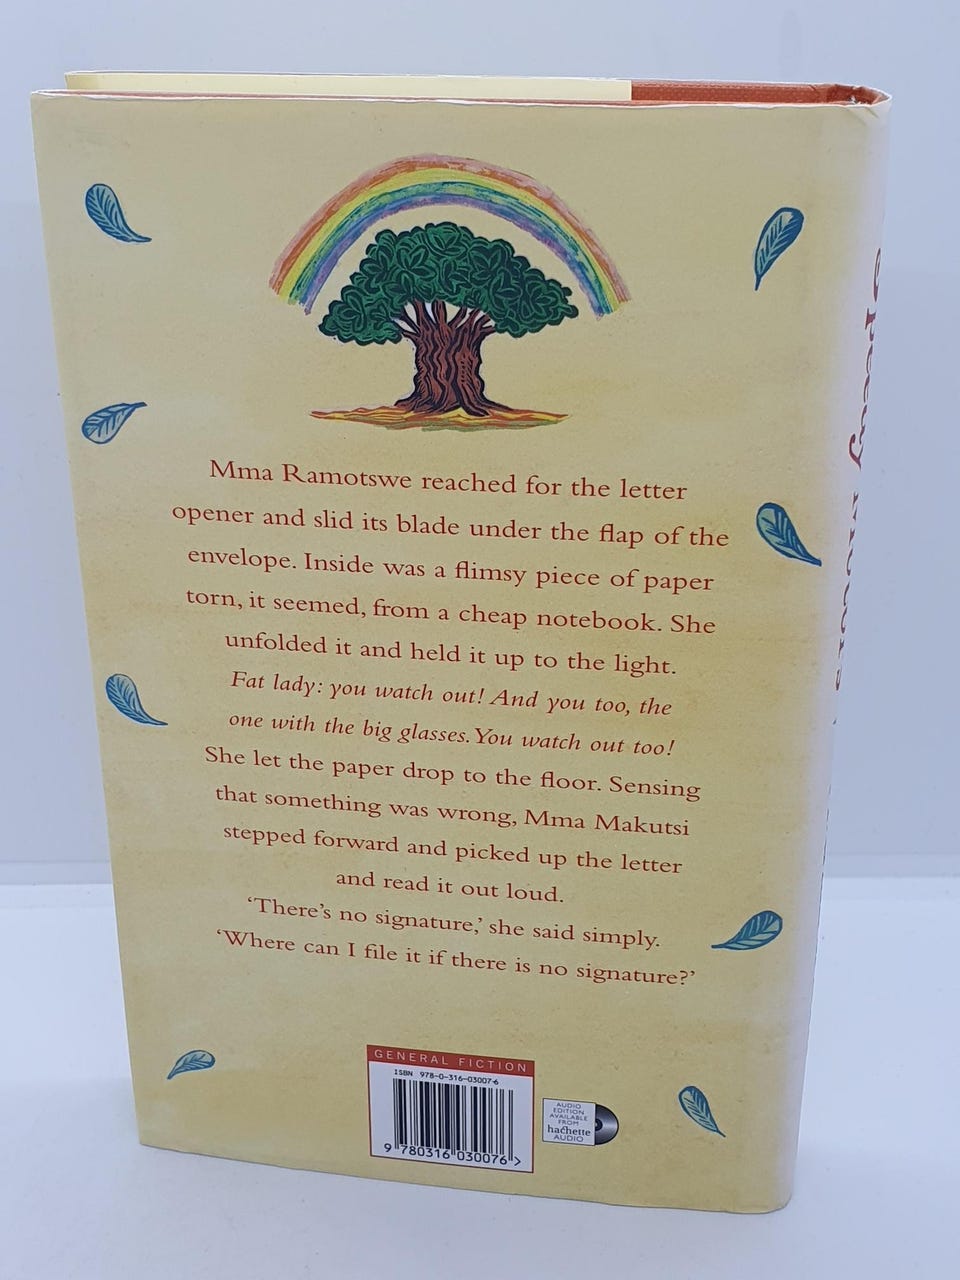 Mma Ramotswe reached for the letter
opener and slid its blade under the flap of the
envelope. Inside was a flimsy piece of paper
torn, it seemed, from a cheap notebook. She
unfolded it and held it up to the light.
Fat lady: you watch out! And you too, the
one with the big glasses. You watch out too!
She let the paper drop to the floor. Sensing
that something was wrong, Mma Makutsi
stepped forward and picked up the letter
and read it out loud.
‘There’s no signature,’ she said simply.
‘Where can I file it if there is no signature?’
GENERAL FICTION
ISBN 978-0-316-03007-6
9 780316 030076 >
AUDIO
EDITION
AVAILABLE
FROM
hachette
AUDIO
Speedy Motors